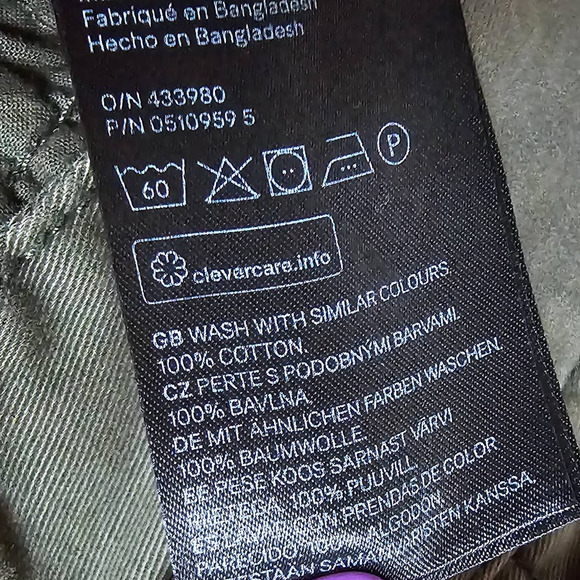 Fabriqué en Bangladesh
Hecho en Bangladesh
O/N 433980
P/N 0510959 5
60
P
clevercare.info
GB WASH WITH SIMILAR COLOURS.
100% COTTON.
CZ PERTE S PODOBNÝMI BARVAMI.
100% BAVLNA.
DE MIT ÄHNLICHEN FARBEN WASCHEN.
100% BAUMWOLLE.
EE PESE KOOS SARNAST VÄRVI
100% PUUVILL.
CON PRENDAS DE COLOR
ALGODÓN.
KANSSA.